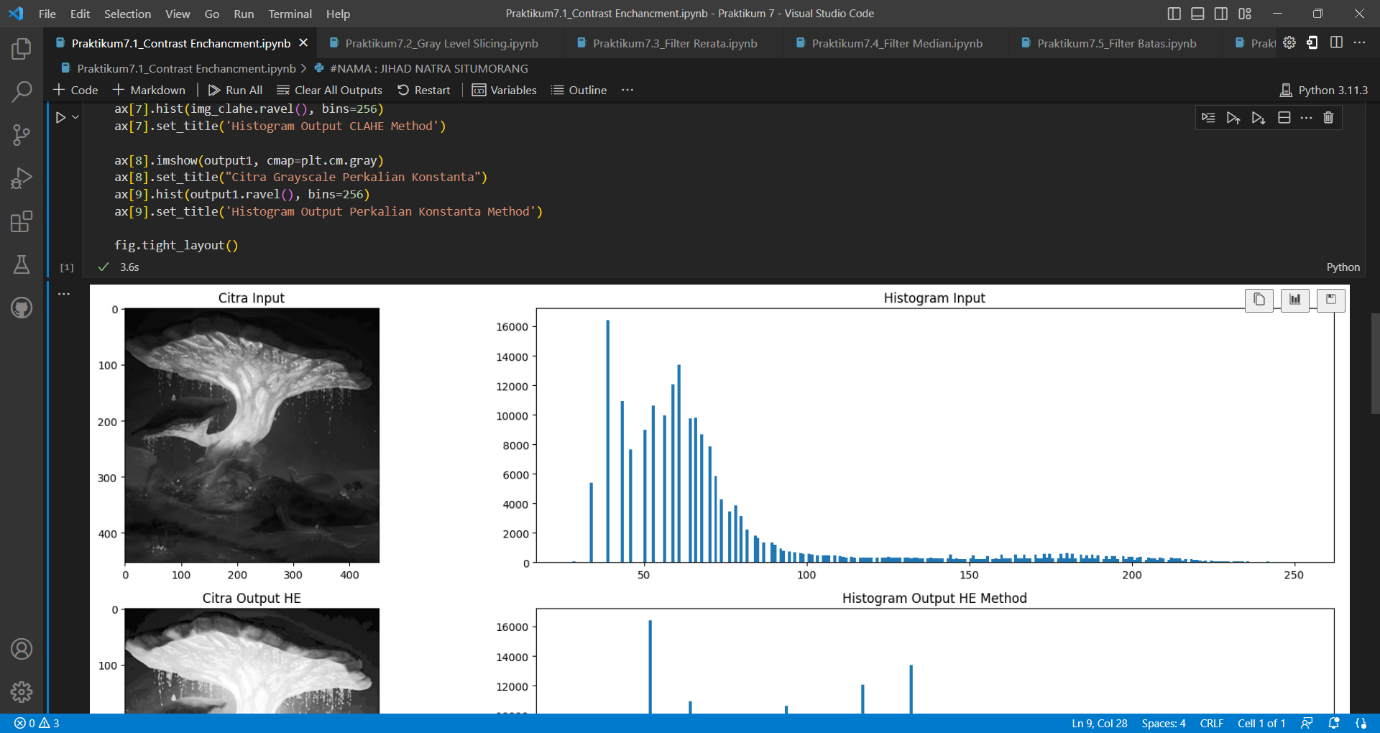 File Edit Selection View Go Run Terminal Help Praktikum7.1_Contrast Enchancment.ipynb - Praktikum 7 - Visual Studio Code
Praktikum7.1_Contrast Enchancment.ipynb Praktikum7.2_Gray Level Slicing.ipynb Praktikum7.3_Filter Rerata.ipynb Praktikum7.4_Filter Median.ipynb Praktikum7.5_Filter Batas.ipynb Prakt
Praktikum7.1_Contrast Enchancment.ipynb > #NAMA : JIHAD NATRA SITUMORANG
+ Code + Markdown Run All Clear All Outputs Restart Variables Outline ... Python 3.11.3
ax[7].hist(img_clahe.ravel(), bins=256)
ax[7].set_title('Histogram Output CLAHE Method')
ax[8].imshow(output1, cmap=plt.cm.gray)
ax[8].set_title("Citra Grayscale Perkalian Konstanta")
ax[9].hist(output1.ravel(), bins=256)
ax[9].set_title('Histogram Output Perkalian Konstanta Method')
fig.tight_layout()
[1] 3.6s Python
Citra Input
0
100
200
300
400
0 100 200 300 400
Histogram Input
16000
14000
12000
10000
8000
6000
4000
2000
0
50 100 150 200 250
Citra Output HE
0
100
Histogram Output HE Method
16000
14000
12000
10000
0 3 Ln 9, Col 28 Spaces: 4 CRLF Cell 1 of 1